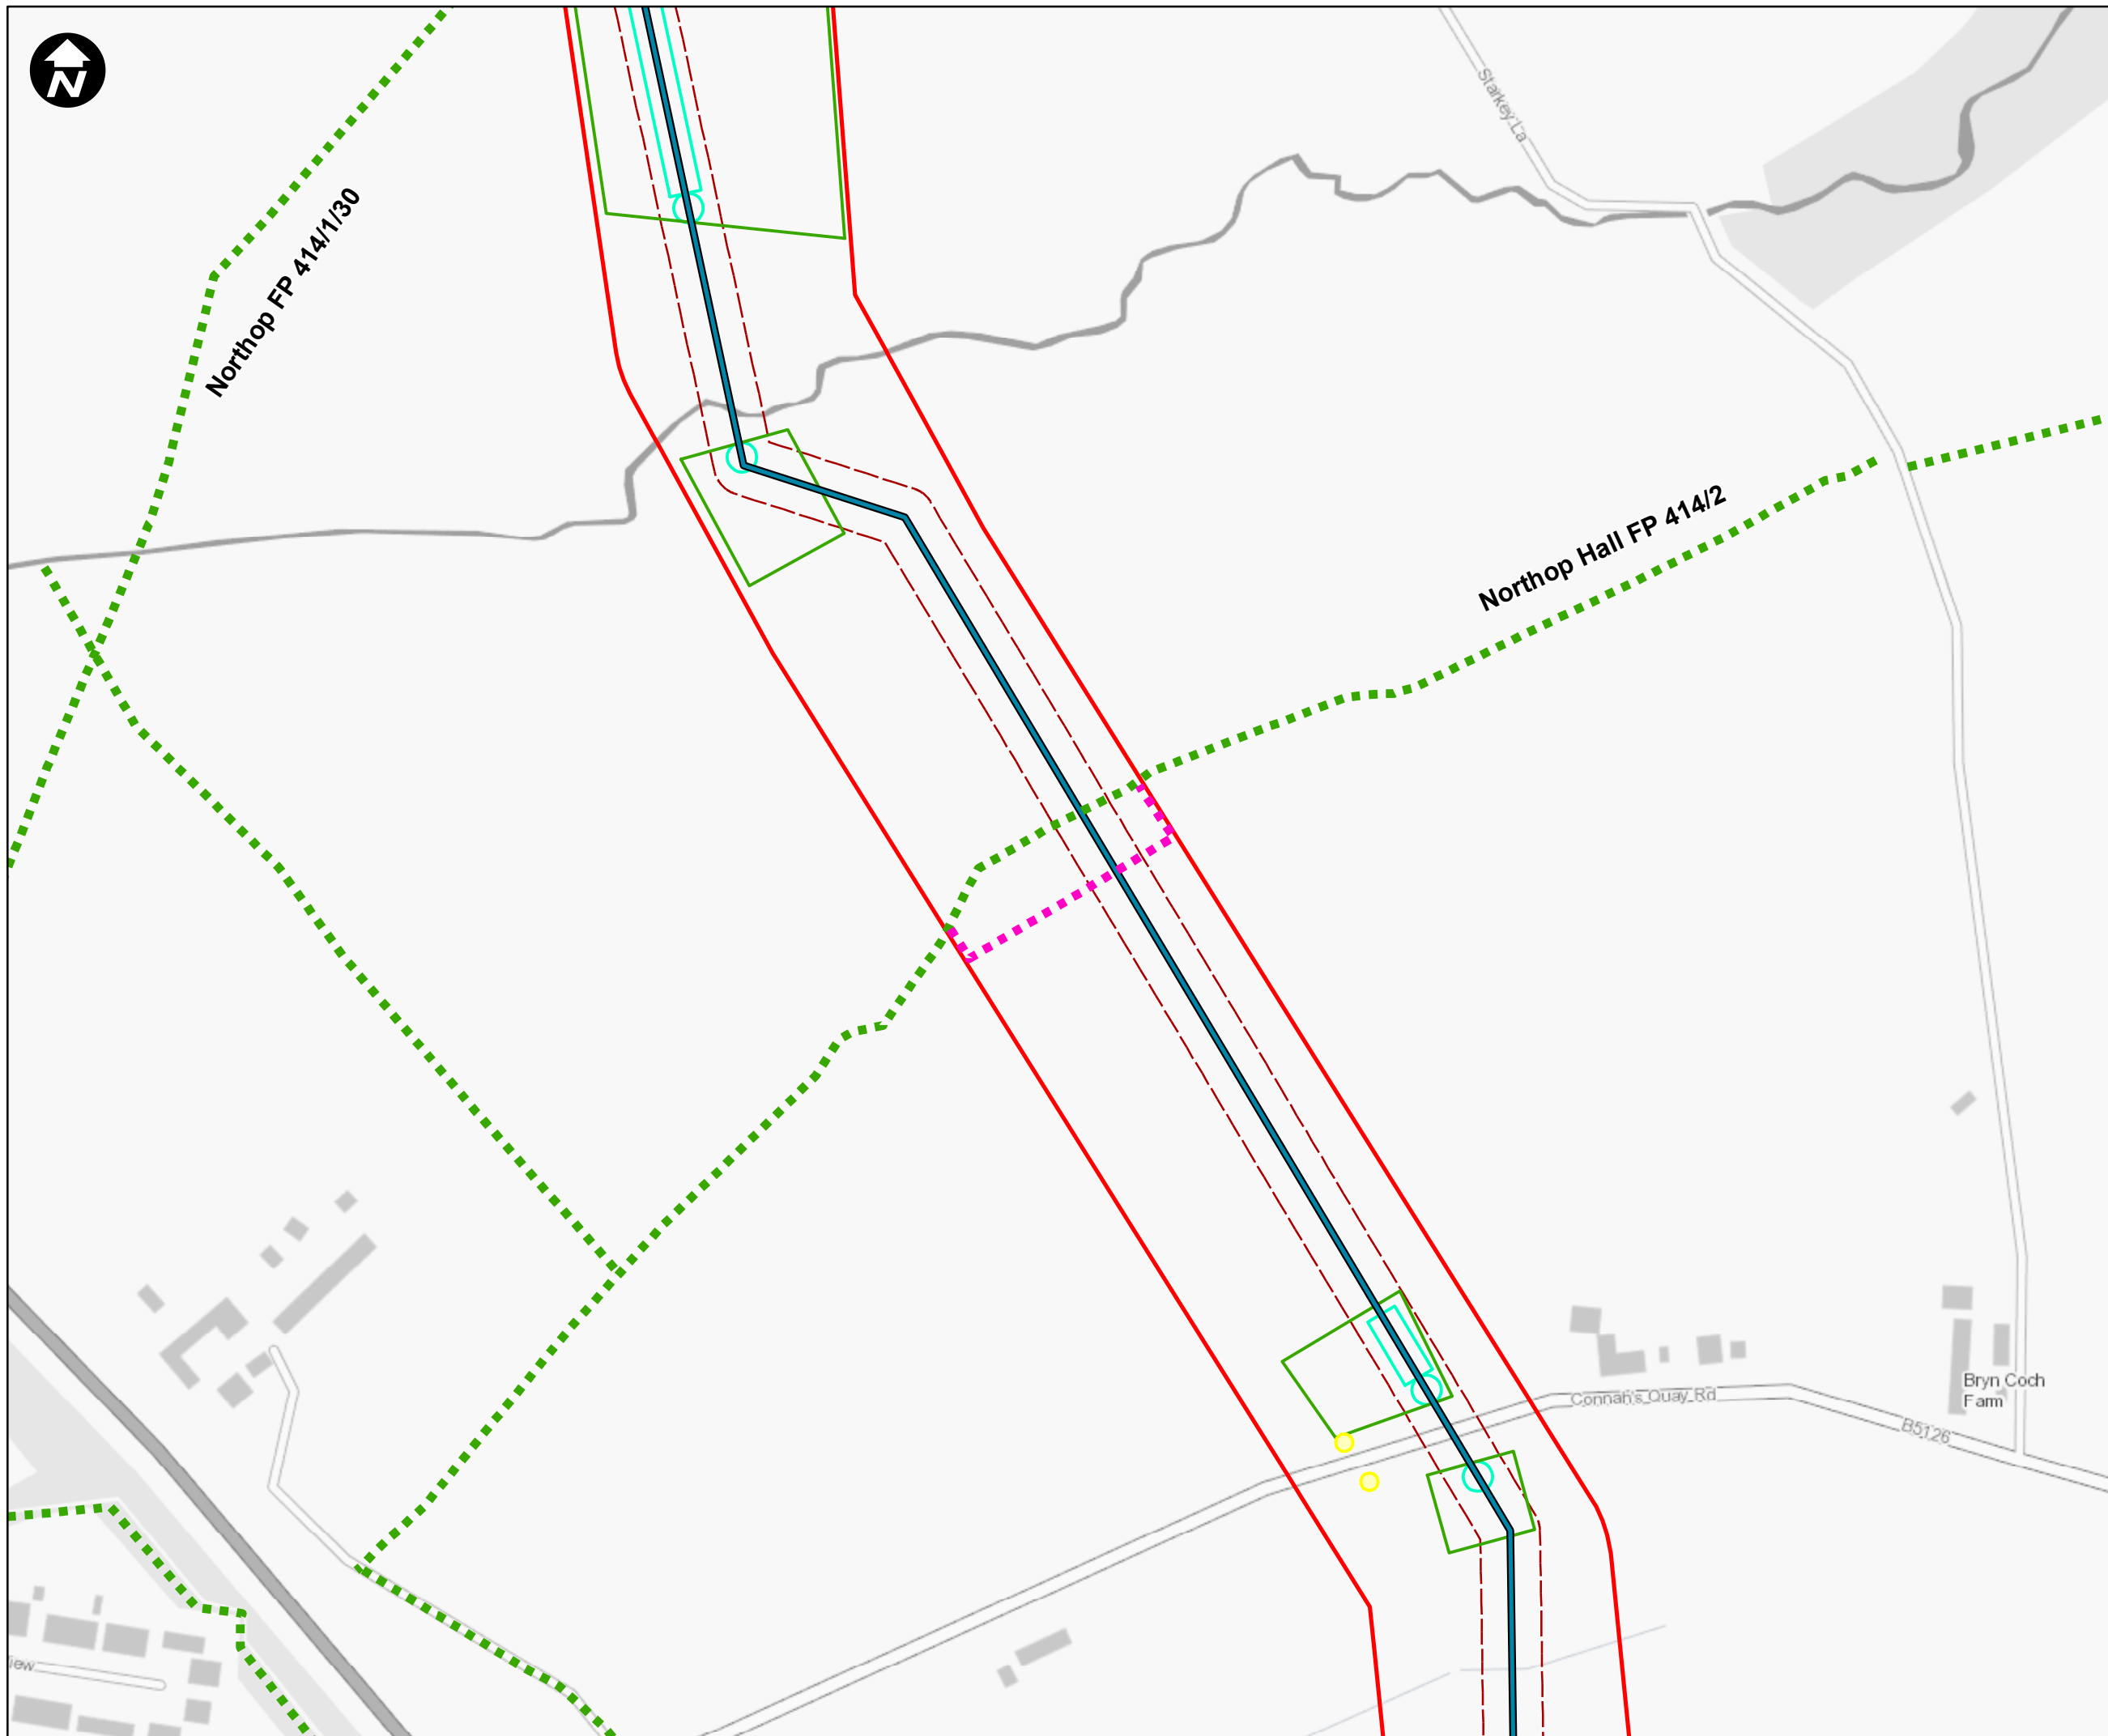 N
Starkey La
Northop FP 414/1/30
Northop Hall FP 414/2
Bryn Coch
Farm
Connah's Quay Rd
B5126
iew